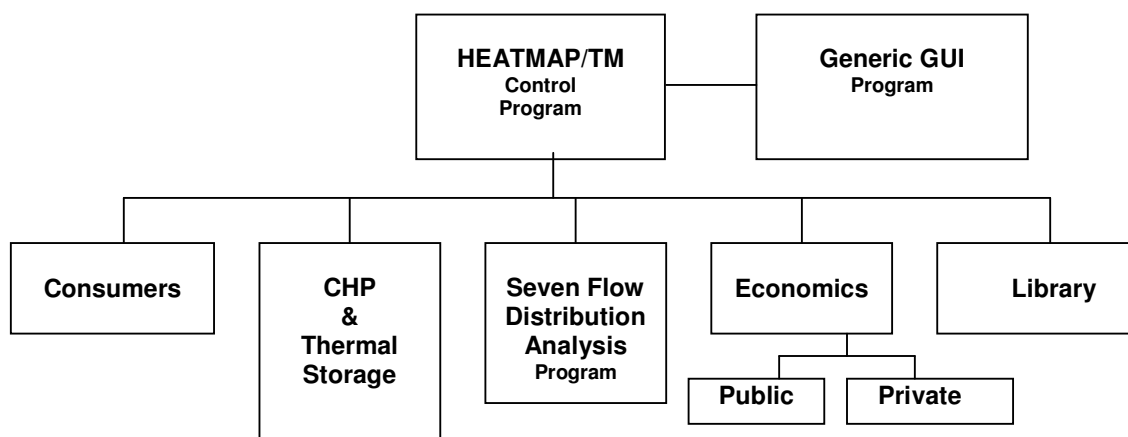 HEATMAP/TM
Control
Program
Generic GUI
Program
Consumers
CHP
&
Thermal
Storage
Seven Flow
Distribution
Analysis
Program
Economics
Library
Public
Private